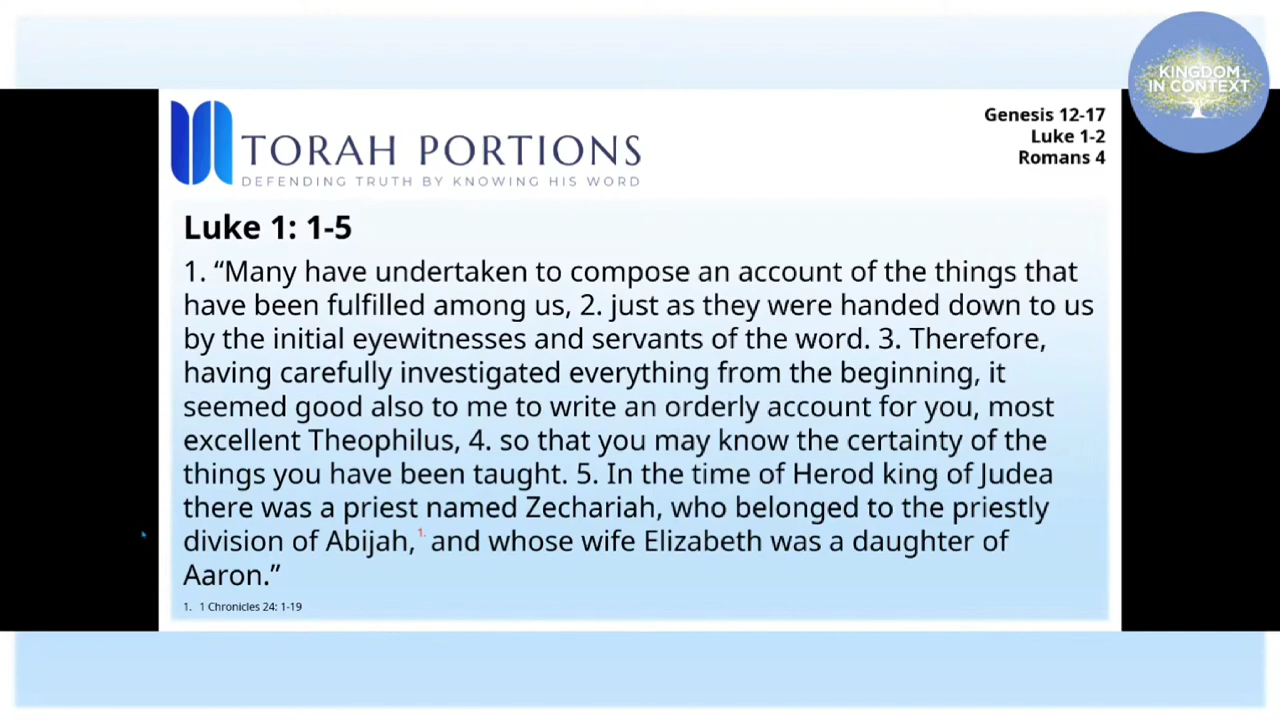 KINGDOM
IN CONTEXT
TORAH PORTIONS
DEFENDING TRUTH BY KNOWING HIS WORD
Genesis 12-17
Luke 1-2
Romans 4
Luke 1: 1-5
1. “Many have undertaken to compose an account of the things that
have been fulfilled among us, 2. just as they were handed down to us
by the initial eyewitnesses and servants of the word. 3. Therefore,
having carefully investigated everything from the beginning, it
seemed good also to me to write an orderly account for you, most
excellent Theophilus, 4. so that you may know the certainty of the
things you have been taught. 5. In the time of Herod king of Judea
there was a priest named Zechariah, who belonged to the priestly
division of Abijah,1. and whose wife Elizabeth was a daughter of
Aaron.”
1. 1 Chronicles 24: 1-19